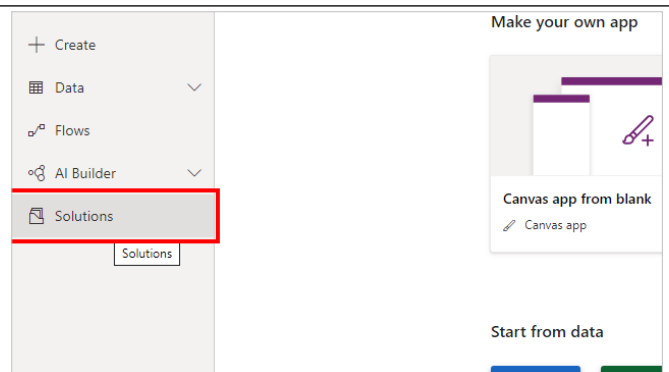 Create
Data
Flows
AI Builder
Solutions
Solutions
Make your own app
Canvas app from blank
Canvas app
Start from data